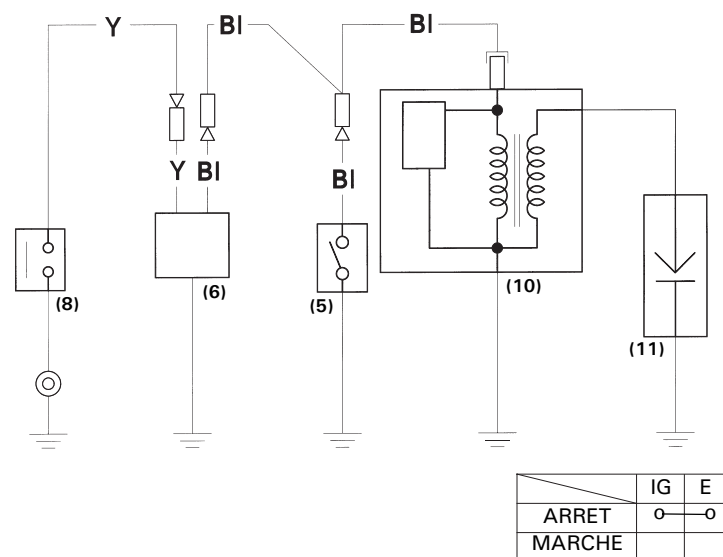 Y Bl Bl
Y Bl
Bl
(8) (6) (5) (10)
(11)
IG E
ARRET
MARCHE